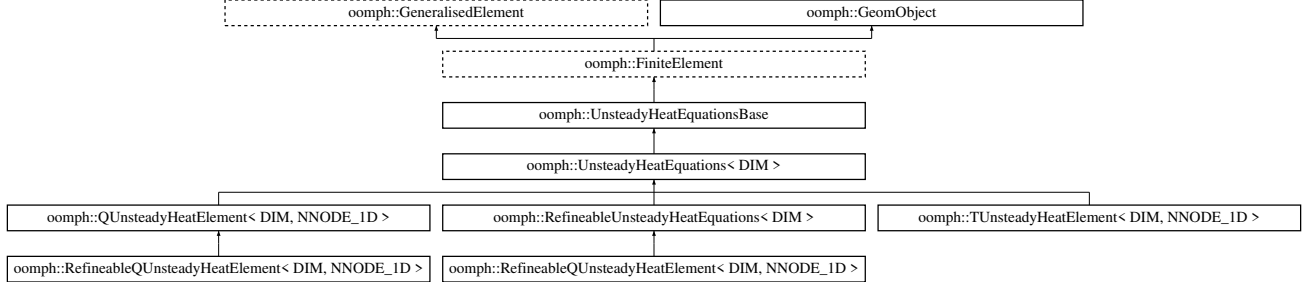 oomph::GeneralisedElement
oomph::GeomObject
oomph::FiniteElement
oomph::UnsteadyHeatEquationsBase
oomph::UnsteadyHeatEquations< DIM >
oomph::QUnsteadyHeatElement< DIM, NNODE_1D >
oomph::RefineableUnsteadyHeatEquations< DIM >
oomph::TUnsteadyHeatElement< DIM, NNODE_1D >
oomph::RefineableQUnsteadyHeatElement< DIM, NNODE_1D >
oomph::RefineableQUnsteadyHeatElement< DIM, NNODE_1D >